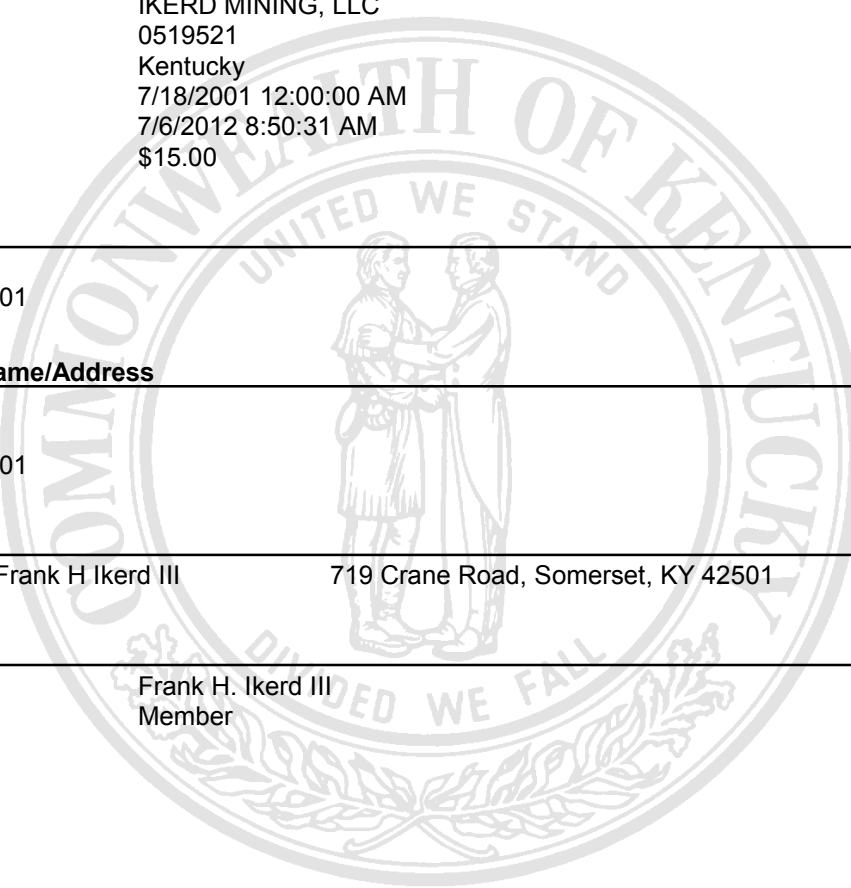 IKERD MINING, LLC
0519521
Kentucky
7/18/2001 12:00:00 AM
7/6/2012 8:50:31 AM
$15.00
COMMONWEALTH OF KENTUCKY
UNITED WE STAND
01
ame/Address
01
Frank H Ikerd III 719 Crane Road, Somerset, KY 42501
DIVIDED WE FALL
Frank H. Ikerd III
Member